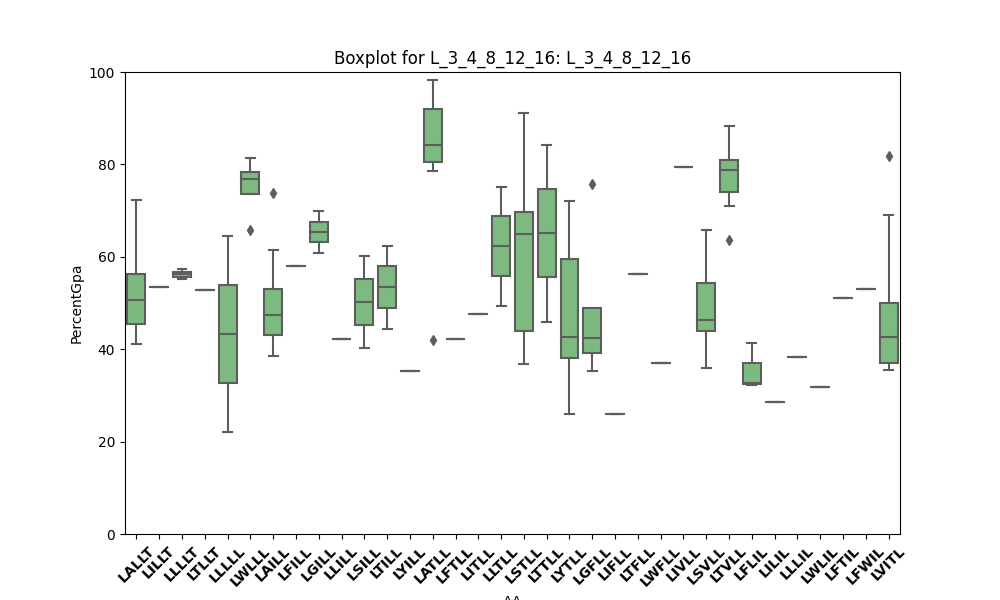 Boxplot for L_3_4_8_12_16: L_3_4_8_12_16
100
80
60
40
20
0
PercentGpa
LALLT
LILLT
LLLLT
LTLLT
LLLLL
LWLLL
LAILL
LFILL
LGILL
LLILL
LSILL
LTILL
LYILL
LATLL
LFTLL
LITLL
LLTLL
LSTLL
LTTLL
LYTLL
LGFLL
LIFLL
LTFLL
LWFLL
LIVLL
LSVLL
LTVLL
LFLIL
LILIL
LLLIL
LWLIL
LFTIL
LFWIL
LVITL